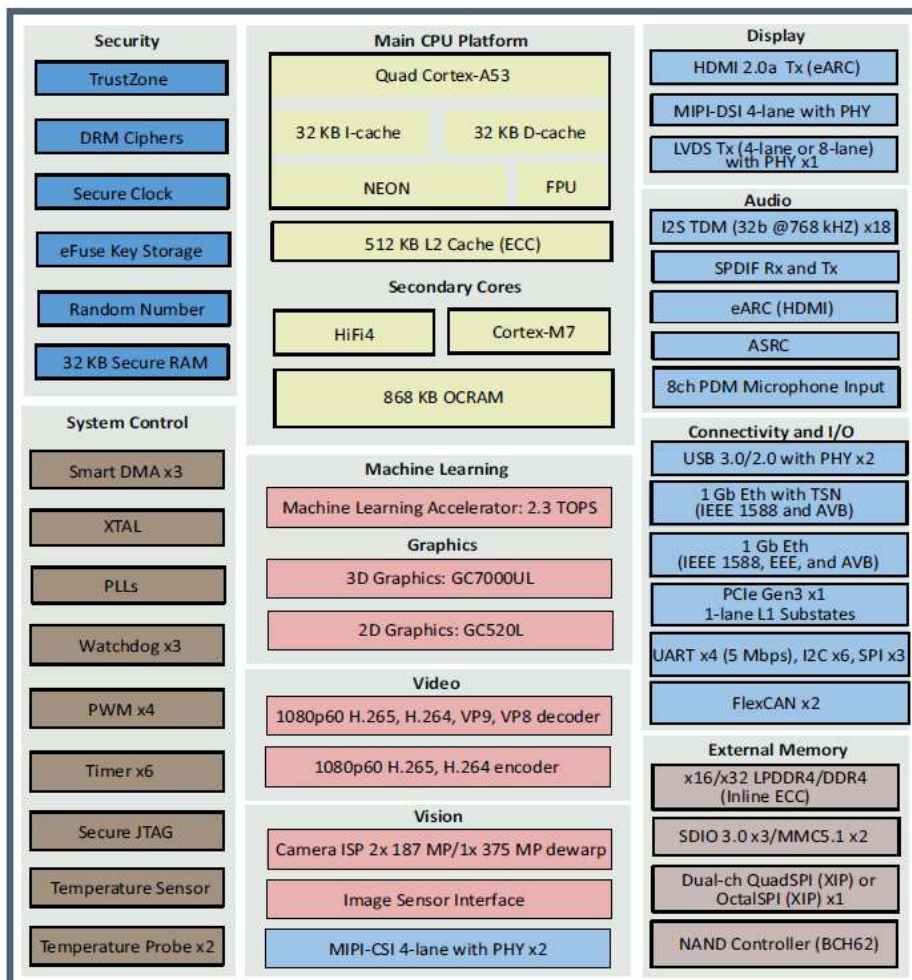 Security
TrustZone
DRM Ciphers
Secure Clock
eFuse Key Storage
Random Number
32 KB Secure RAM
System Control
Smart DMA x3
XTAL
PLLs
Watchdog x3
PWM x4
Timer x6
Secure JTAG
Temperature Sensor
Temperature Probe x2
Main CPU Platform
Quad Cortex-A53
32 KB I-cache
32 KB D-cache
NEON
FPU
512 KB L2 Cache (ECC)
Secondary Cores
HiFi4
Cortex-M7
868 KB OCRAM
Machine Learning
Machine Learning Accelerator: 2.3 TOPS
Graphics
3D Graphics: GC7000UL
2D Graphics: GC520L
Video
1080p60 H.265, H.264, VP9, VP8 decoder
1080p60 H.265, H.264 encoder
Vision
Camera ISP 2x 187 MP/1x 375 MP dewarp
Image Sensor Interface
MIPI-CSI 4-lane with PHY x2
Display
HDMI 2.0a Tx (eARC)
MIPI-DSI 4-lane with PHY
LVDS Tx (4-lane or 8-lane)
with PHY x1
Audio
I2S TDM (32b @768 kHZ) x18
SPDIF Rx and Tx
eARC (HDMI)
ASRC
8ch PDM Microphone Input
Connectivity and I/O
USB 3.0/2.0 with PHY x2
1 Gb Eth with TSN
(IEEE 1588 and AVB)
1 Gb Eth
(IEEE 1588, EEE, and AVB)
PCIe Gen3 x1
1-lane L1 Substates
UART x4 (5 Mbps), I2C x6, SPI x3
FlexCAN x2
External Memory
x16/x32 LPDDR4/DDR4
(Inline ECC)
SDIO 3.0 x3/MMC5.1 x2
Dual-ch QuadSPI (XIP) or
OctalSPI (XIP) x1
NAND Controller (BCH62)